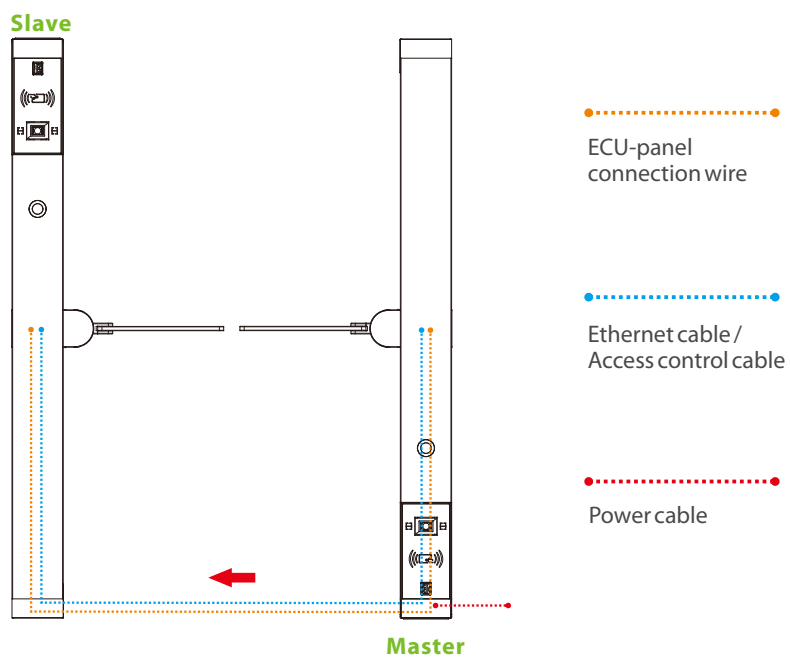 Slave
ECU-panel
connection wire
Ethernet cable /
Access control cable
Power cable
Master